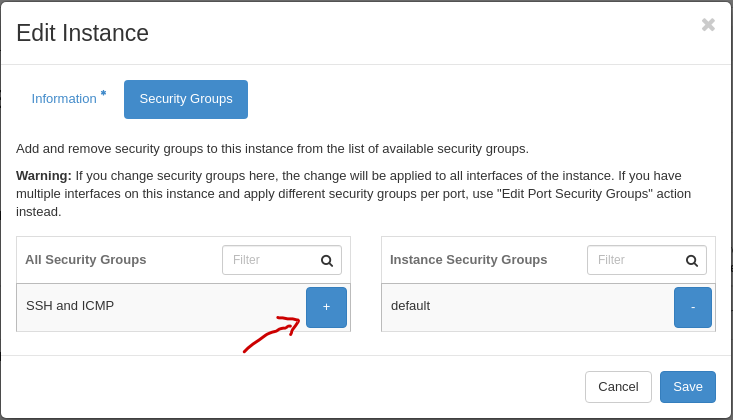 Edit Instance
Information *
Security Groups
Add and remove security groups to this instance from the list of available security groups.
Warning: If you change security groups here, the change will be applied to all interfaces of the instance. If you have
multiple interfaces on this instance and apply different security groups per port, use "Edit Port Security Groups" action
instead.
All Security Groups
Filter
Instance Security Groups
Filter
SSH and ICMP
+
default
-
Cancel
Save